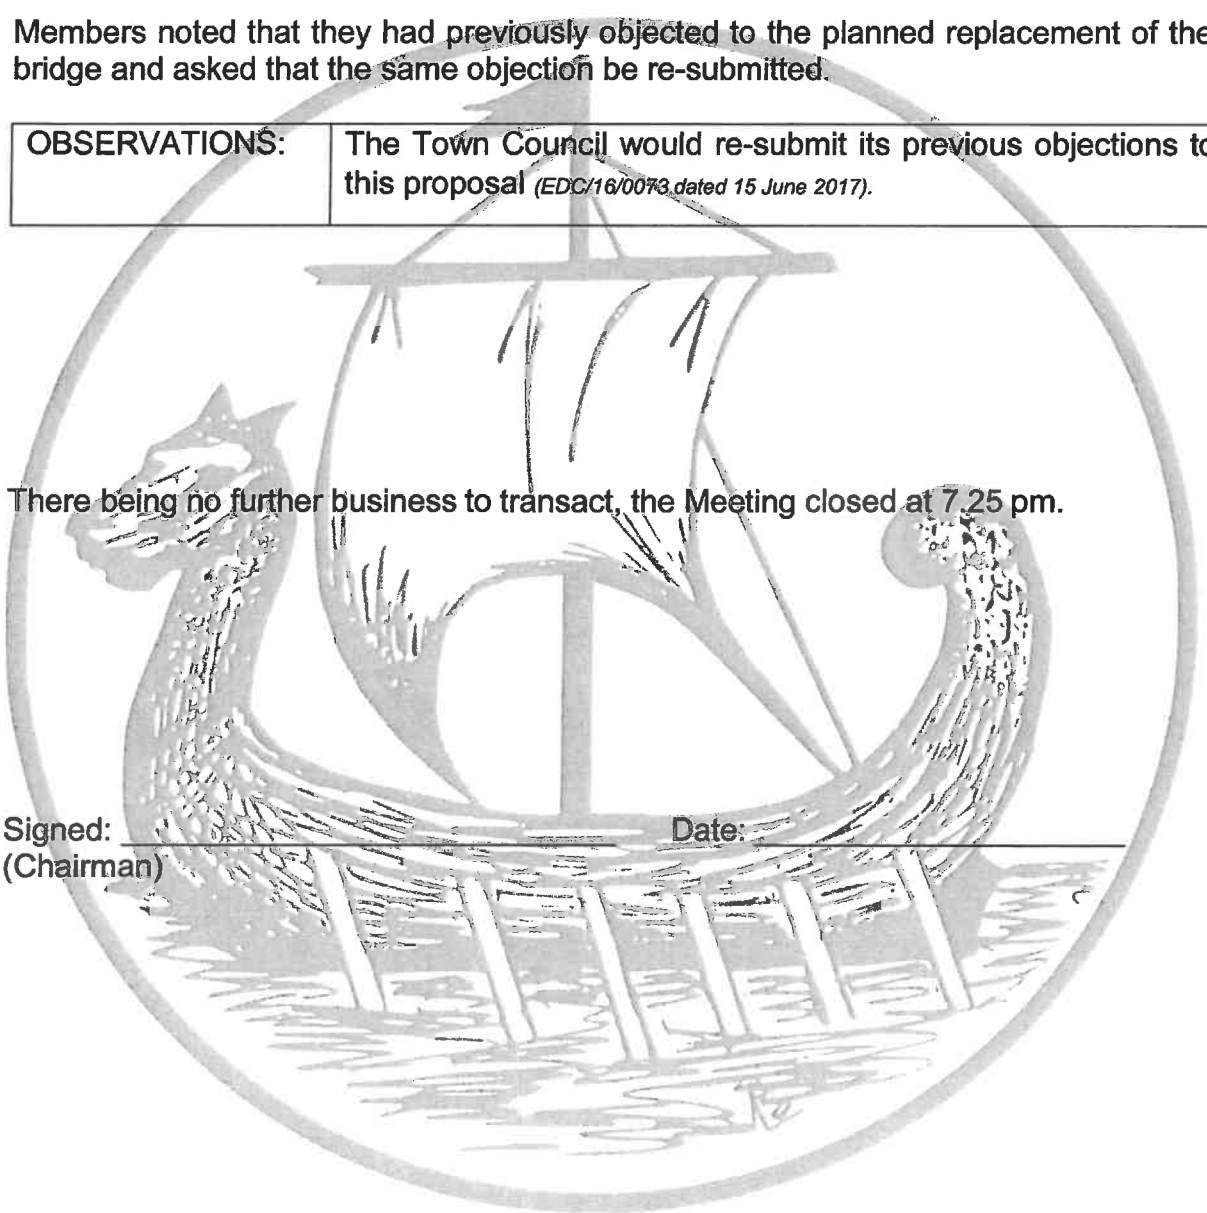 Members noted that they had previously objected to the planned replacement of the
bridge and asked that the same objection be re-submitted.
OBSERVATIONS: The Town Council would re-submit its previous objections to
this proposal (EDC/16/0073 dated 15 June 2017).
There being no further business to transact, the Meeting closed at 7.25 pm.
Signed: Date:
(Chairman)